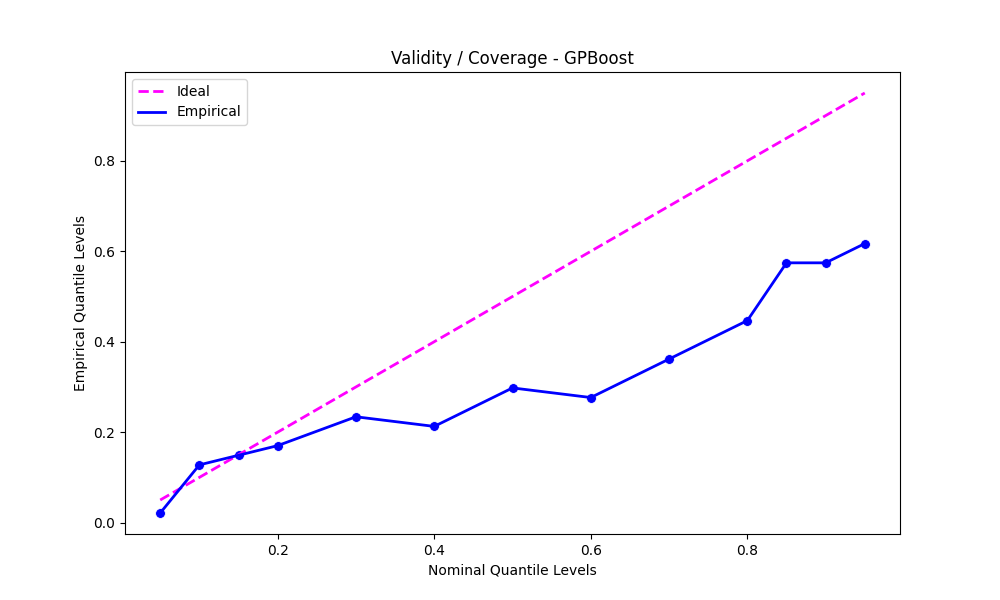 Validity / Coverage - GPBoost
Ideal
Empirical
0.8
0.6
0.4
0.2
0.0
Empirical Quantile Levels
0.2
0.4
0.6
0.8
Nominal Quantile Levels